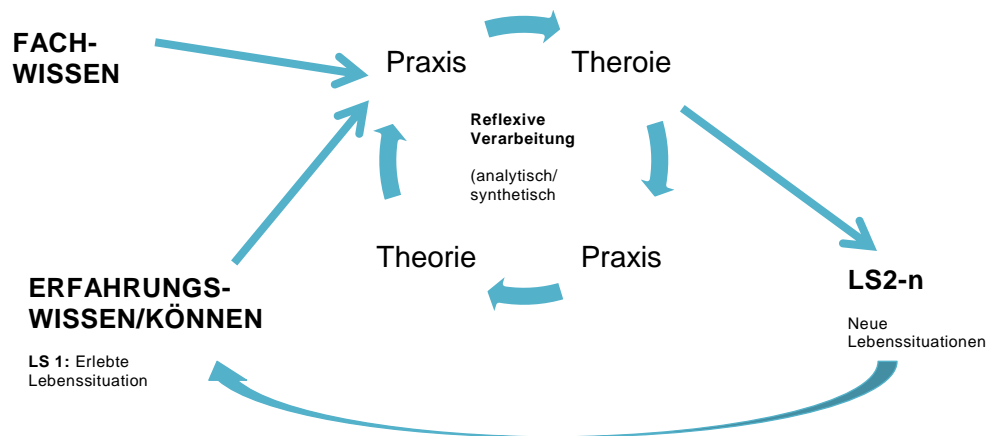 FACH-
WISSEN
Praxis
Theroie
Reflexive
Verarbeitung
(analytisch/
synthetisch
Theorie
Praxis
ERFAHRUNGS-
WISSEN/KÖNNEN
LS 1: Erlebte
Lebenssituation
LS2-n
Neue
Lebenssituationen